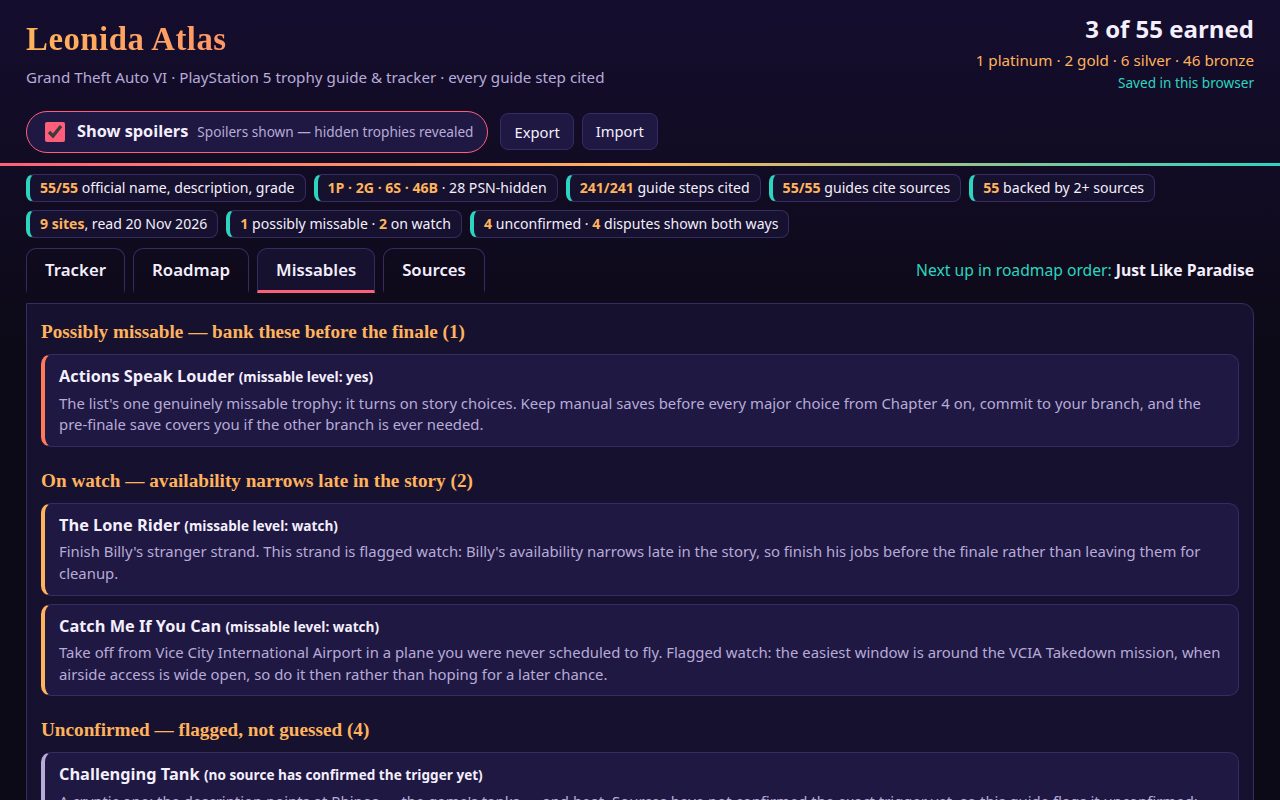 Leonida Atlas
Grand Theft Auto VI · PlayStation 5 trophy guide & tracker · every guide step cited
3 of 55 earned
1 platinum · 2 gold · 6 silver · 46 bronze
Saved in this browser
Show spoilers Spoilers shown — hidden trophies revealed
Export
Import
55/55 official name, description, grade
1P · 2G · 6S · 46B · 28 PSN-hidden
241/241 guide steps cited
55/55 guides cite sources
55 backed by 2+ sources
9 sites, read 20 Nov 2026
1 possibly missable · 2 on watch
4 unconfirmed · 4 disputes shown both ways
Tracker
Roadmap
Missables
Sources
Next up in roadmap order: Just Like Paradise
Possibly missable — bank these before the finale (1)
Actions Speak Louder (missable level: yes)
The list's one genuinely missable trophy: it turns on story choices. Keep manual saves before every major choice from Chapter 4 on, commit to your branch, and the
pre-finale save covers you if the other branch is ever needed.
On watch — availability narrows late in the story (2)
The Lone Rider (missable level: watch)
Finish Billy's stranger strand. This strand is flagged watch: Billy's availability narrows late in the story, so finish his jobs before the finale rather than leaving them for
cleanup.
Catch Me If You Can (missable level: watch)
Take off from Vice City International Airport in a plane you were never scheduled to fly. Flagged watch: the easiest window is around the VCIA Takedown mission, when
airside access is wide open, so do it then rather than hoping for a later chance.
Unconfirmed — flagged, not guessed (4)
Challenging Tank (no source has confirmed the trigger yet)